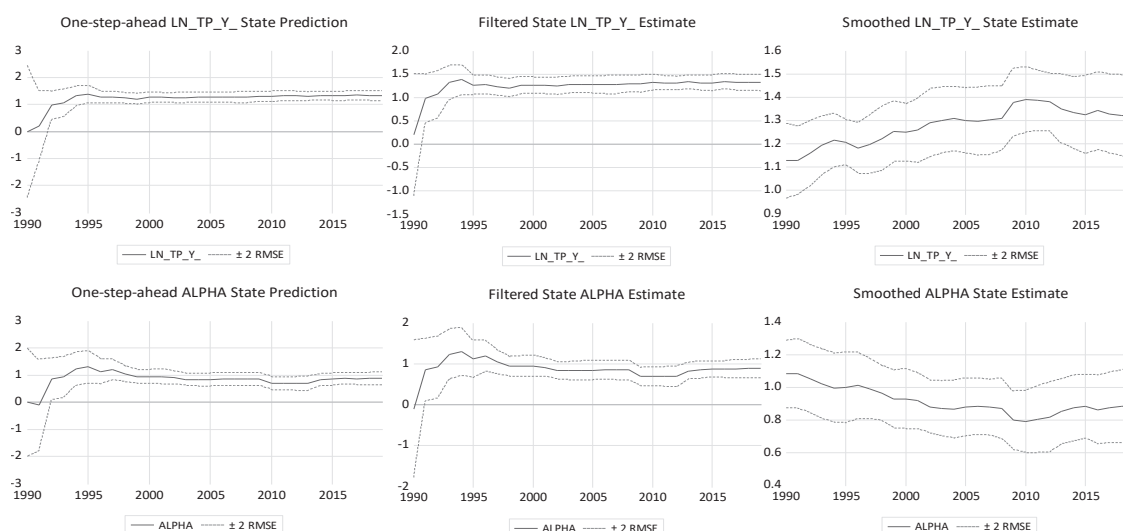 One-step-ahead LN_TP_Y_ State Prediction
3
2
1
0
-1
-2
-3
1990 1995 2000 2005 2010 2015
LN_TP_Y_ ± 2 RMSE
Filtered State LN_TP_Y_ Estimate
2.0
1.5
1.0
0.5
0.0
-0.5
-1.0
-1.5
1990 1995 2000 2005 2010 2015
LN_TP_Y_ ± 2 RMSE
Smoothed LN_TP_Y_ State Estimate
1.6
1.5
1.4
1.3
1.2
1.1
1.0
0.9
1990 1995 2000 2005 2010 2015
LN_TP_Y_ ± 2 RMSE
One-step-ahead ALPHA State Prediction
3
2
1
0
-1
-2
-3
1990 1995 2000 2005 2010 2015
ALPHA ± 2 RMSE
Filtered State ALPHA Estimate
2
1
0
-1
-2
1990 1995 2000 2005 2010 2015
ALPHA ± 2 RMSE
Smoothed ALPHA State Estimate
1.4
1.2
1.0
0.8
0.6
0.4
1990 1995 2000 2005 2010 2015
ALPHA ± 2 RMSE